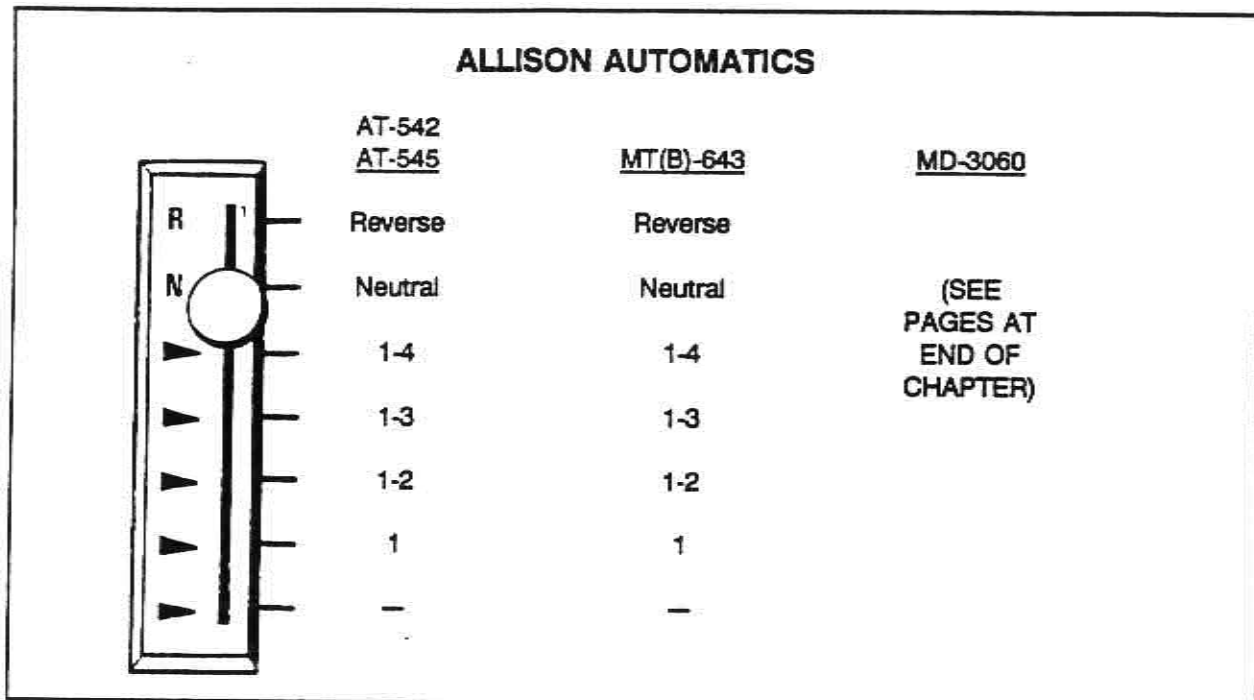 ALLISON AUTOMATICS
AT-542
AT-545 MT(B)-643 MD-3060
R Reverse Reverse
N Neutral Neutral (SEE
PAGES AT
1-4 1-4 END OF
CHAPTER)
1-3 1-3
1-2 1-2
1 1
— —